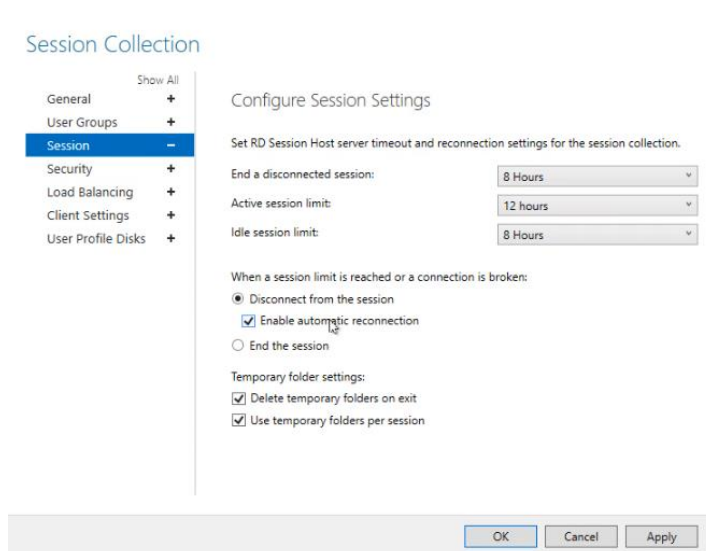 Session Collection
Show All
General +
User Groups +
Session –
Security +
Load Balancing +
Client Settings +
User Profile Disks +
Configure Session Settings
Set RD Session Host server timeout and reconnection settings for the session collection.
End a disconnected session: 8 Hours
Active session limit: 12 hours
Idle session limit: 8 Hours
When a session limit is reached or a connection is broken:
Disconnect from the session
Enable automatic reconnection
End the session
Temporary folder settings:
Delete temporary folders on exit
Use temporary folders per session
OK Cancel Apply